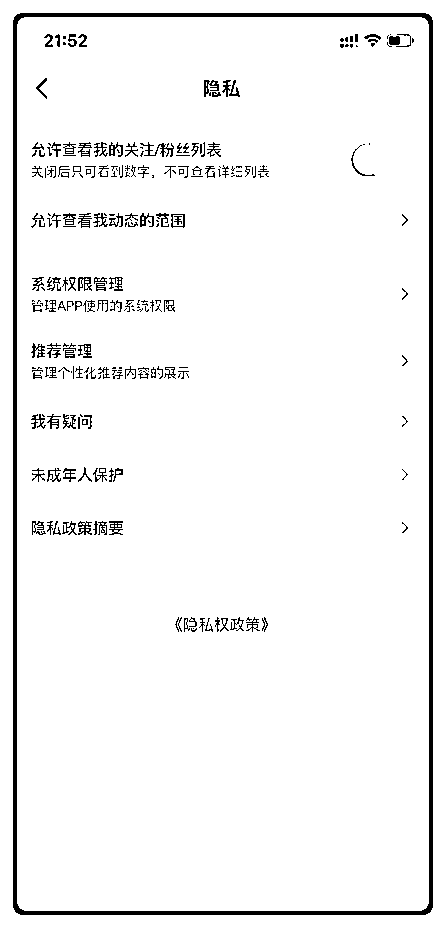 21:52
隐私
允许查看我的关注/粉丝列表
关闭后只可看到数字，不可查看详细列表
允许查看我动态的范围
系统权限管理
管理APP使用的系统权限
推荐管理
管理个性化推荐内容的展示
我有疑问
未成年人保护
隐私政策摘要
《隐私权政策》